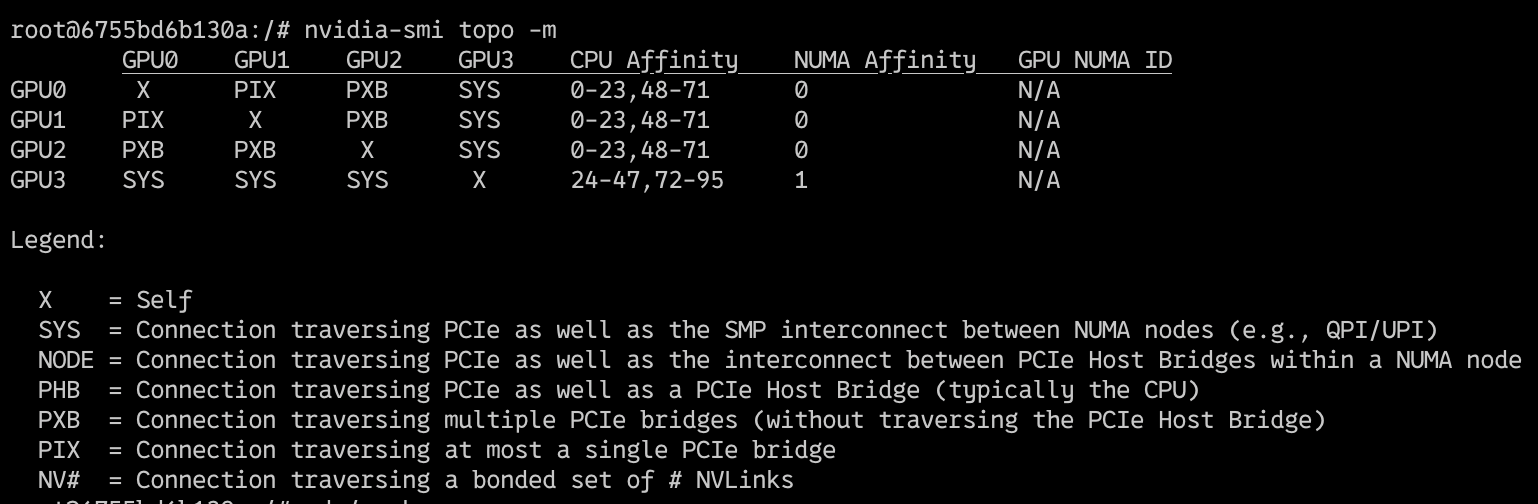 root@6755bd6b130a:/# nvidia-smi topo -m
GPU0 GPU1 GPU2 GPU3 CPU Affinity NUMA Affinity GPU NUMA ID
GPU0 X PIX PXB SYS 0-23,48-71 0 N/A
GPU1 PIX X PXB SYS 0-23,48-71 0 N/A
GPU2 PXB PXB X SYS 0-23,48-71 0 N/A
GPU3 SYS SYS SYS X 24-47,72-95 1 N/A
Legend:
X = Self
SYS = Connection traversing PCIe as well as the SMP interconnect between NUMA nodes (e.g., QPI/UPI)
NODE = Connection traversing PCIe as well as the interconnect between PCIe Host Bridges within a NUMA node
PHB = Connection traversing PCIe as well as a PCIe Host Bridge (typically the CPU)
PXB = Connection traversing multiple PCIe bridges (without traversing the PCIe Host Bridge)
PIX = Connection traversing at most a single PCIe bridge
NV# = Connection traversing a bonded set of # NVLinks